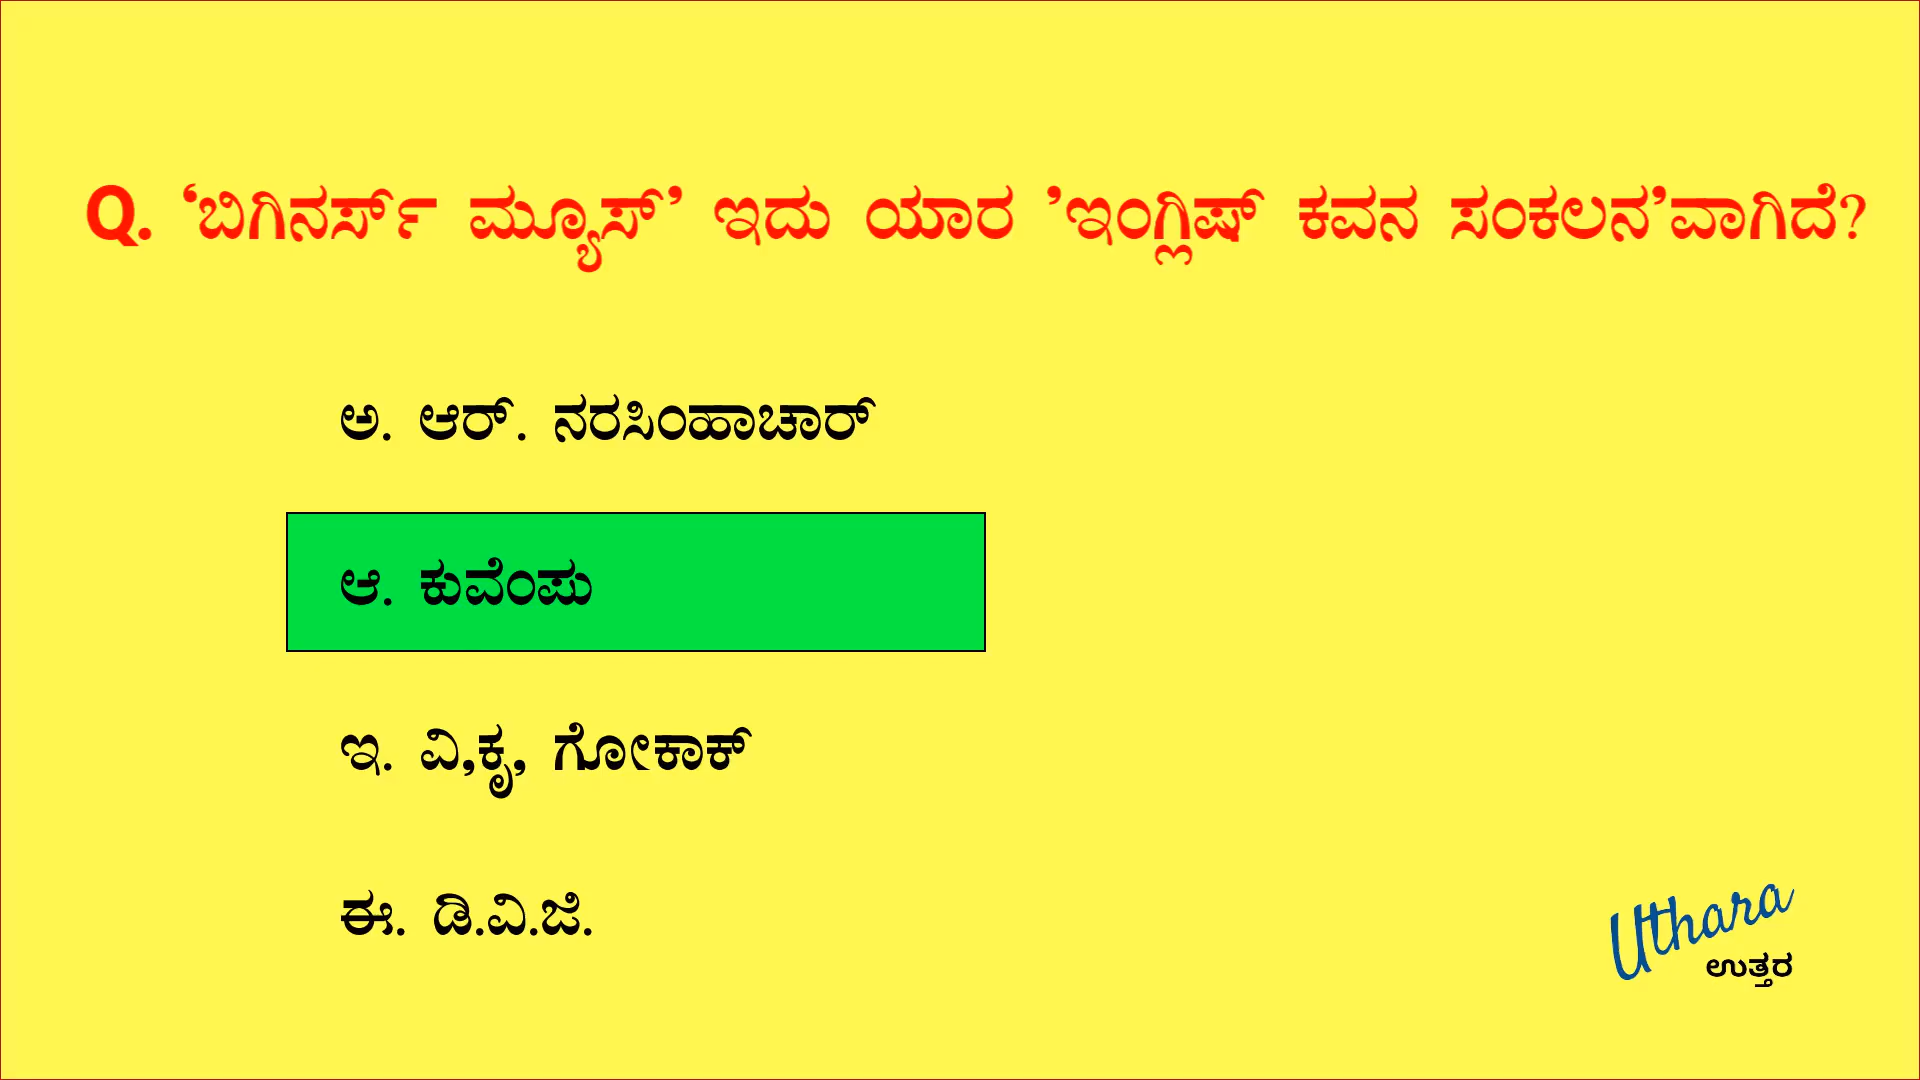 Q. ‘ಬಿಗಿನರ್ಸ್ ಮ್ಯೂಸ್’ ಇದು ಯಾರ ’ಇಂಗ್ಲಿಷ್ ಕವನ ಸಂಕಲನ’ವಾಗಿದೆ?
ಅ. ಆರ್. ನರಸಿಂಹಾಚಾರ್
ಆ. ಕುವೆಂಪು
ಇ. ವಿ,ಕೃ, ಗೋಕಾಕ್
ಈ. ಡಿ.ವಿ.ಜಿ.
Uthara
ಉತ್ತರ